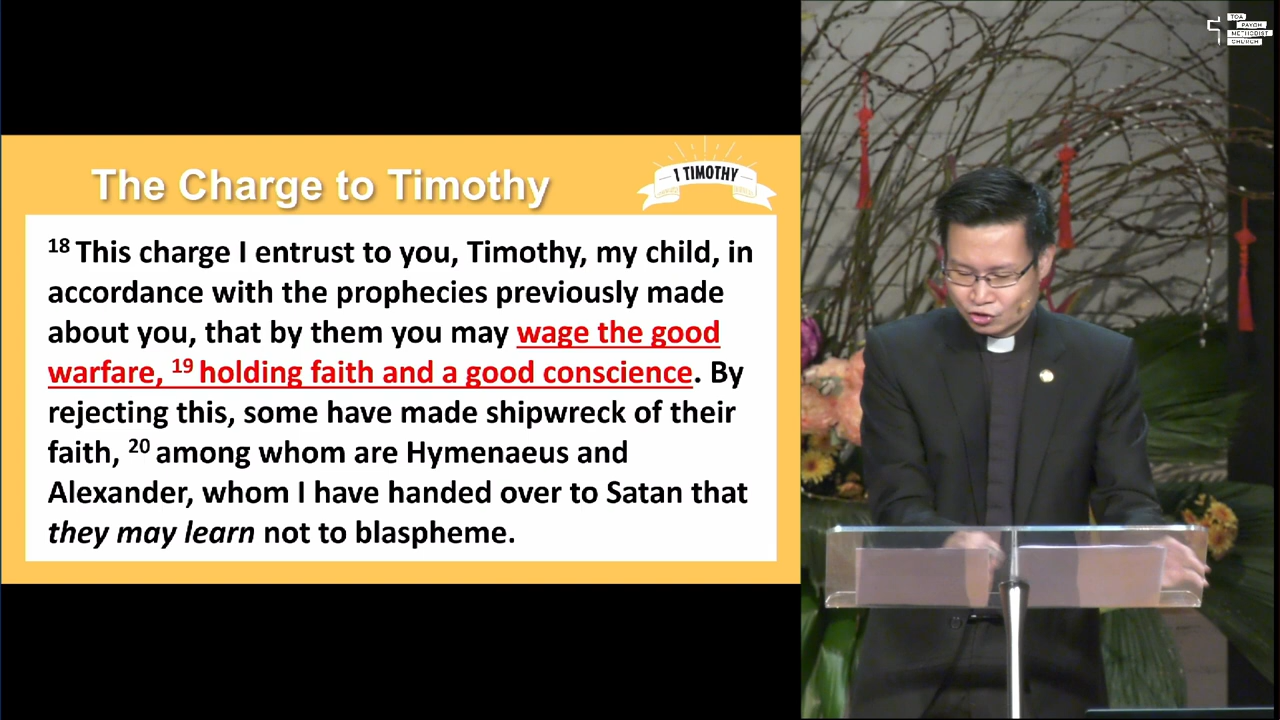 The Charge to Timothy
1 TIMOTHY
18 This charge I entrust to you, Timothy, my child, in
accordance with the prophecies previously made
about you, that by them you may wage the good
warfare, 19 holding faith and a good conscience. By
rejecting this, some have made shipwreck of their
faith, 20 among whom are Hymenaeus and
Alexander, whom I have handed over to Satan that
they may learn not to blaspheme.
TOA
PAYOH
METHODIST
CHURCH